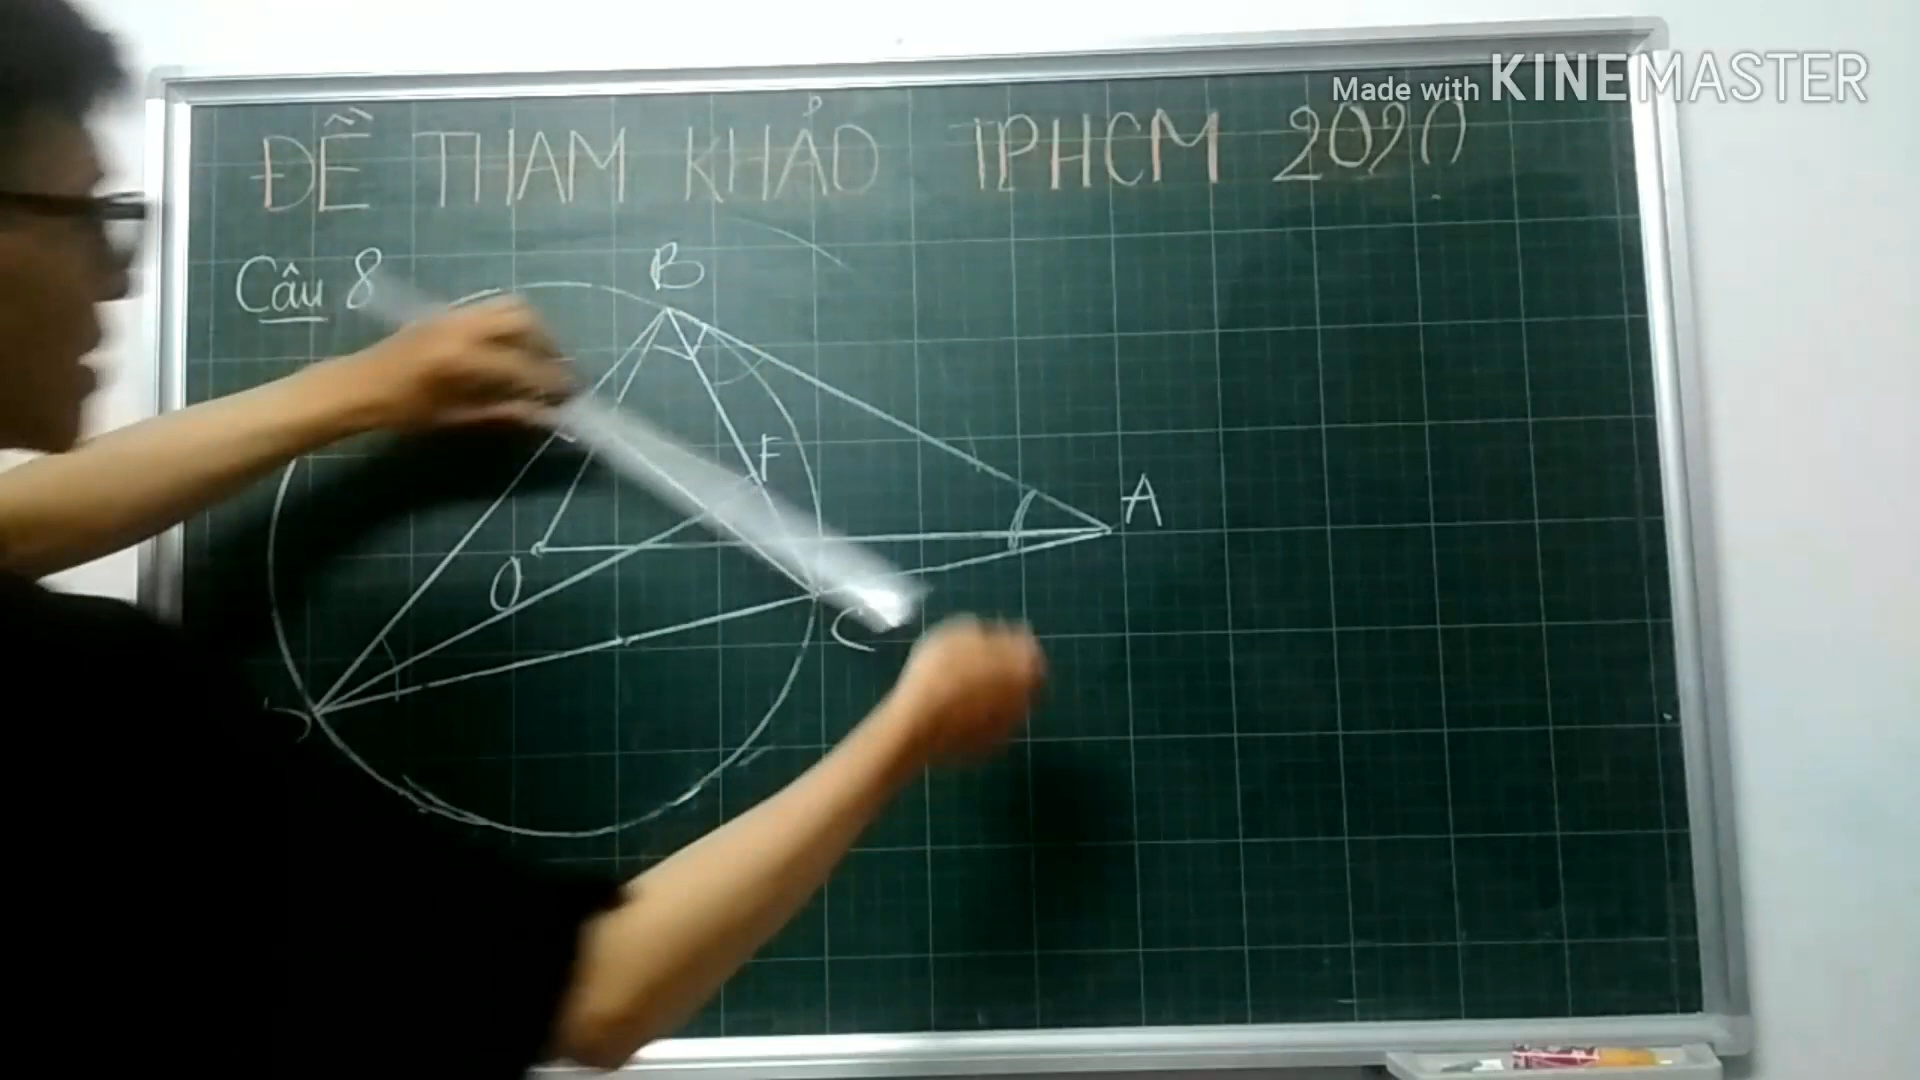 Made with KINEMASTER
ĐỀ THAM KHẢO TPHCM 2020
Câu 8
B
F
A
O
C